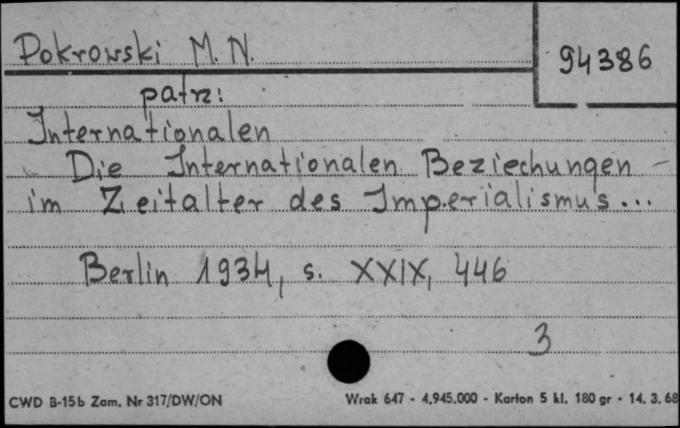 Pokrowski M. N.
94386
patrz:
Internationalen
Die Internationalen Beziechungen
im Zeitalter des Imperialismus...
Berlin 1934, s. XXIX, 446
3
CWD B-15b Zam. Nr 317/DW/ON
Wrak 647 - 4.945.000 - Karton 5 kl. 180 gr - 14. 3. 68